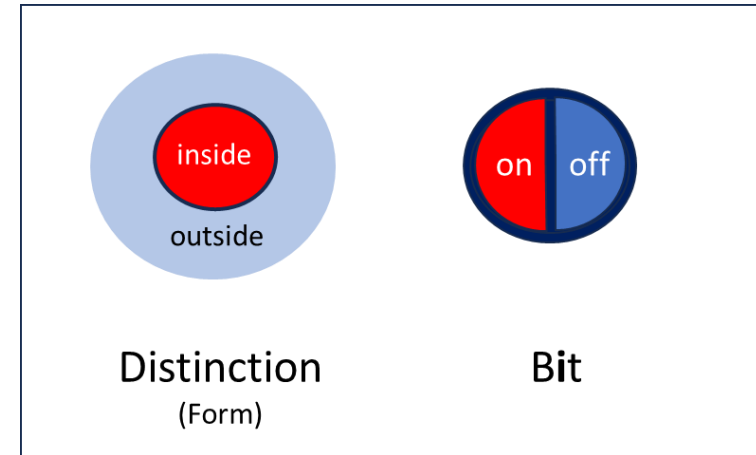 inside
outside
on off
Distinction
(Form)
Bit